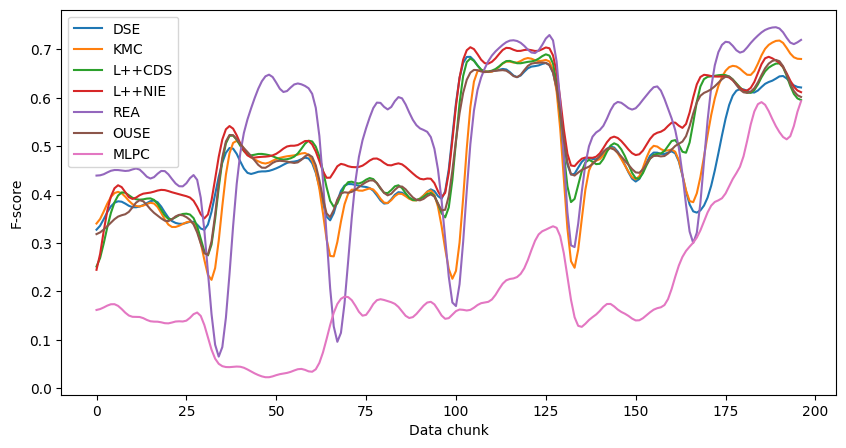 DSE
KMC
L++CDS
L++NIE
REA
OUSE
MLPC
F-score
0.7
0.6
0.5
0.4
0.3
0.2
0.1
0.0
0 25 50 75 100 125 150 175 200
Data chunk